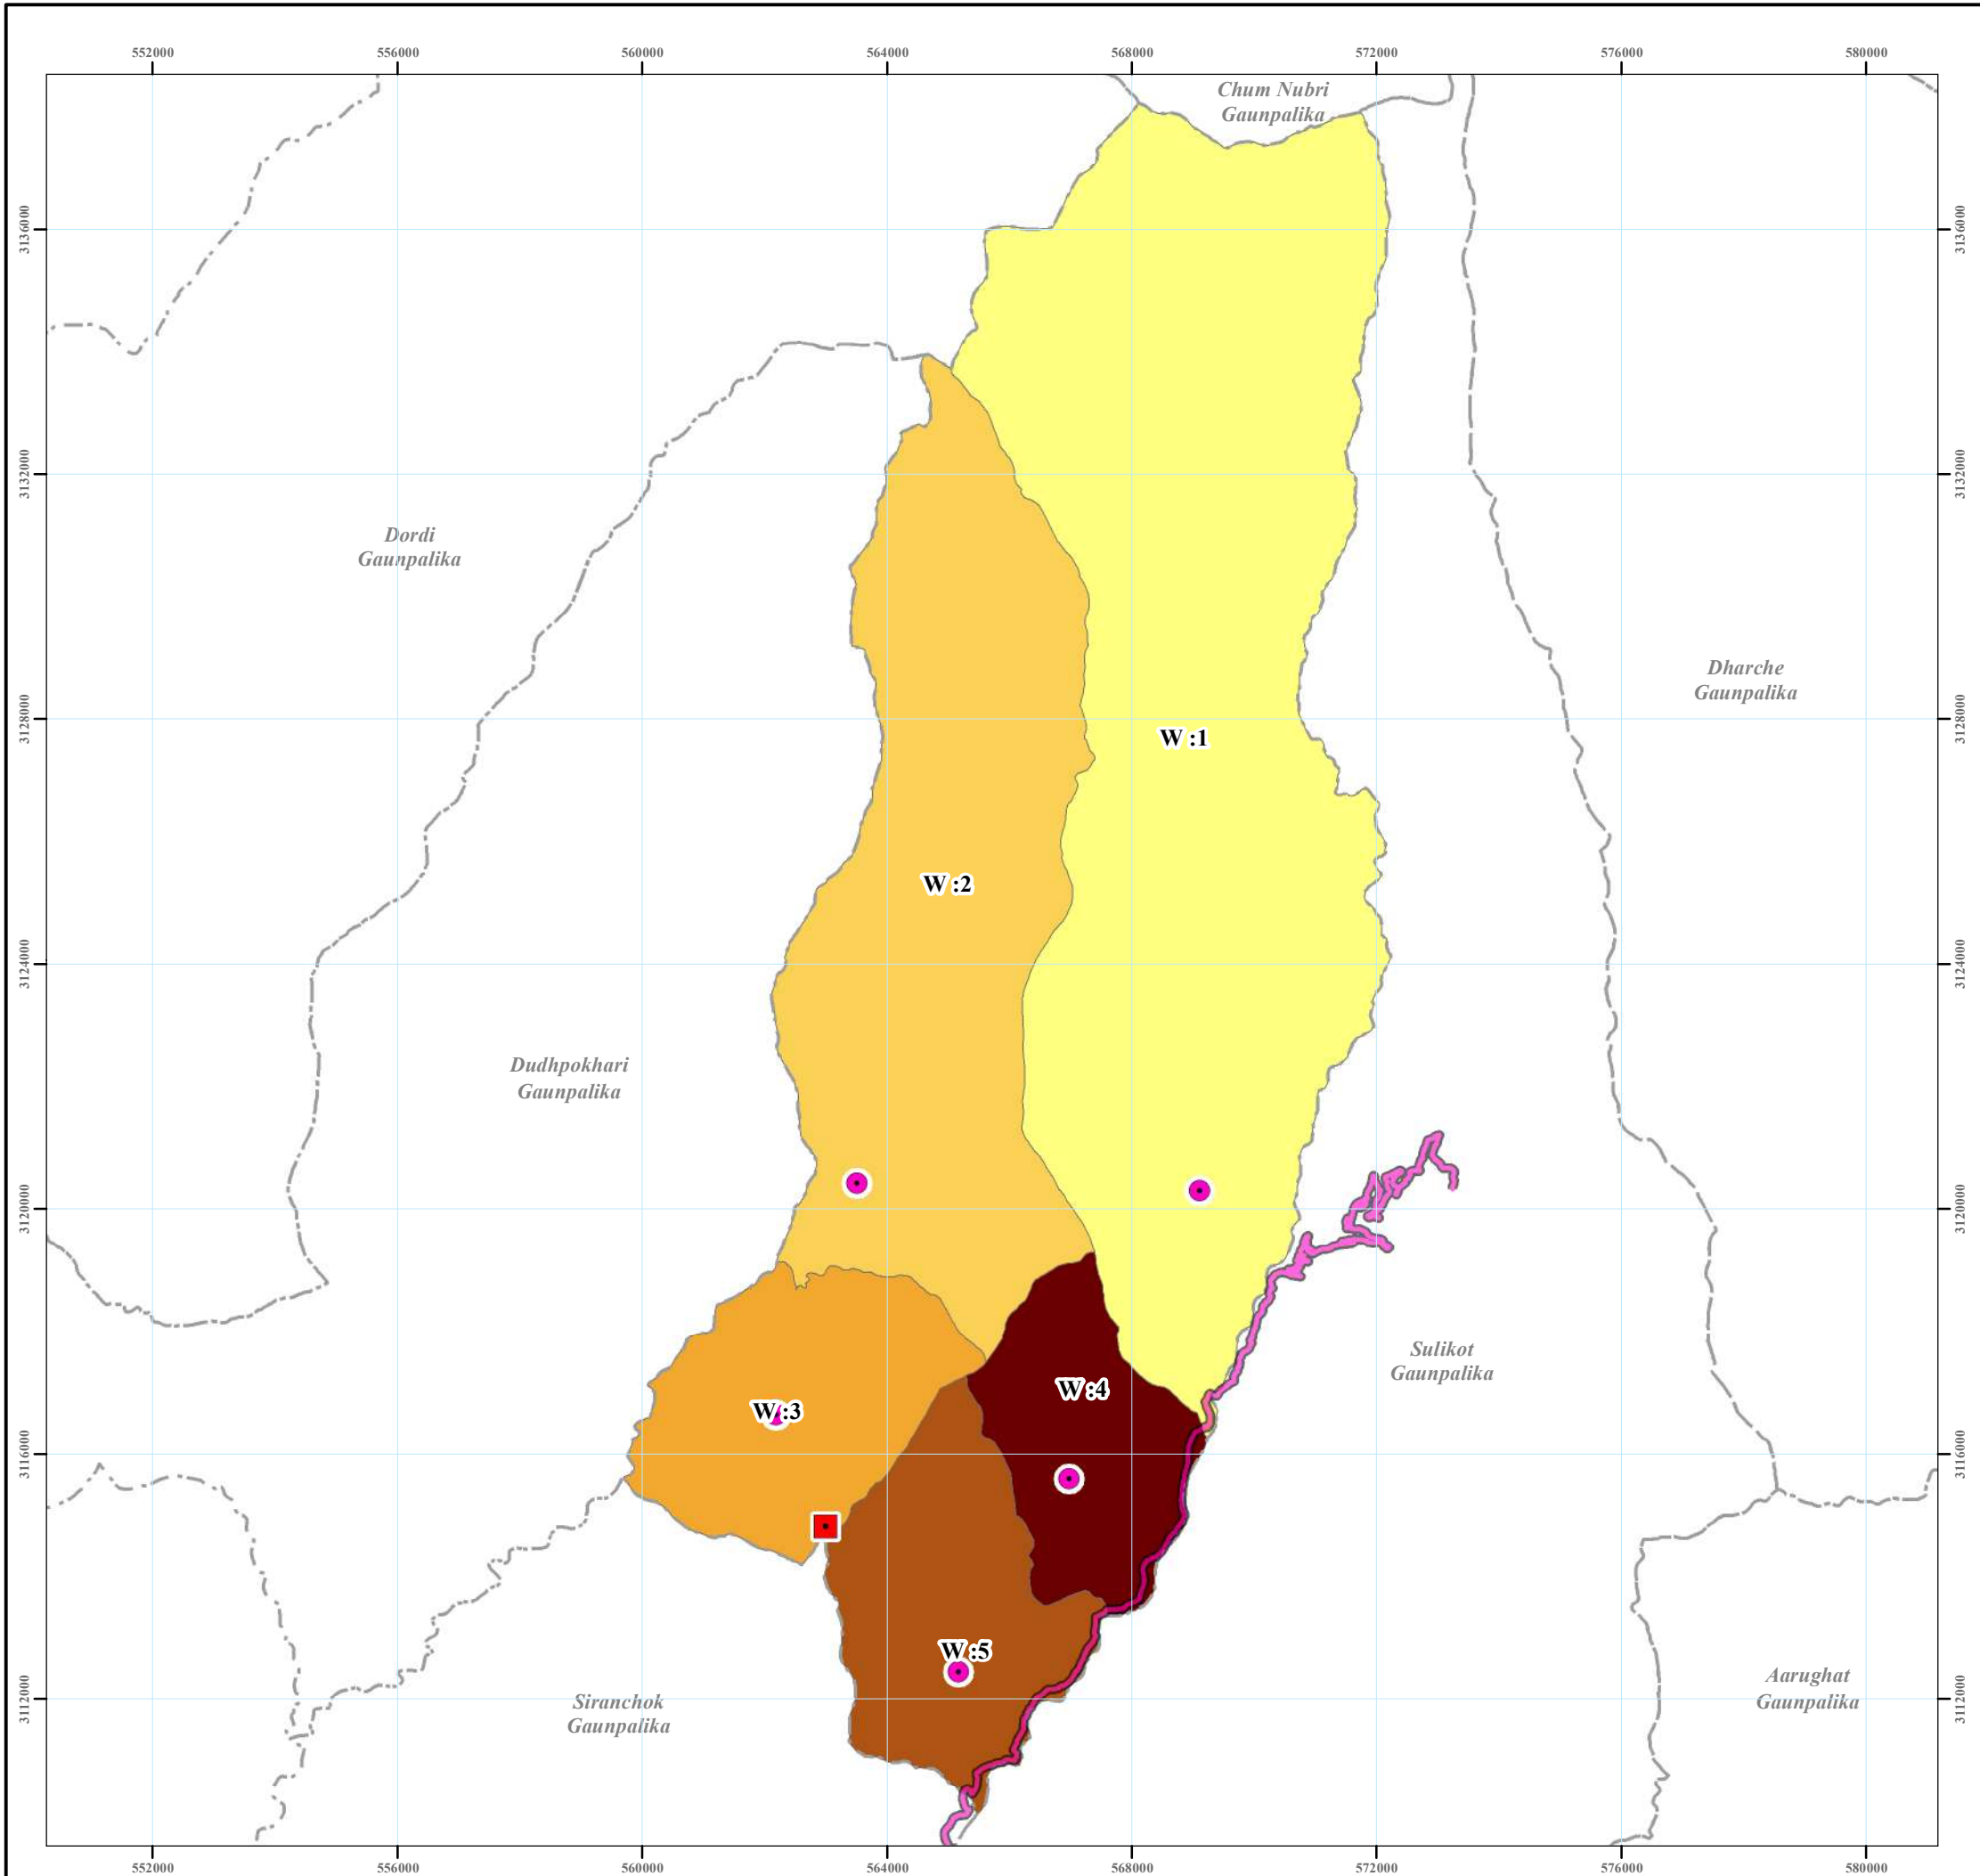 552000 556000 560000 564000 568000 572000 576000 580000
Chum Nubri
Gaunpalika
3136000 3136000
3132000 3132000
Dordi
Gaunpalika
Dharche
Gaunpalika
3128000 3128000
W :1
W :2
3124000 3124000
Dudhpokhari
Gaunpalika
3120000 3120000
Sulikot
Gaunpalika
W :4
W :3
3116000 3116000
W :5
Aarughat
Gaunpalika
3112000 3112000
Siranchok
Gaunpalika
552000 556000 560000 564000 568000 572000 576000 580000